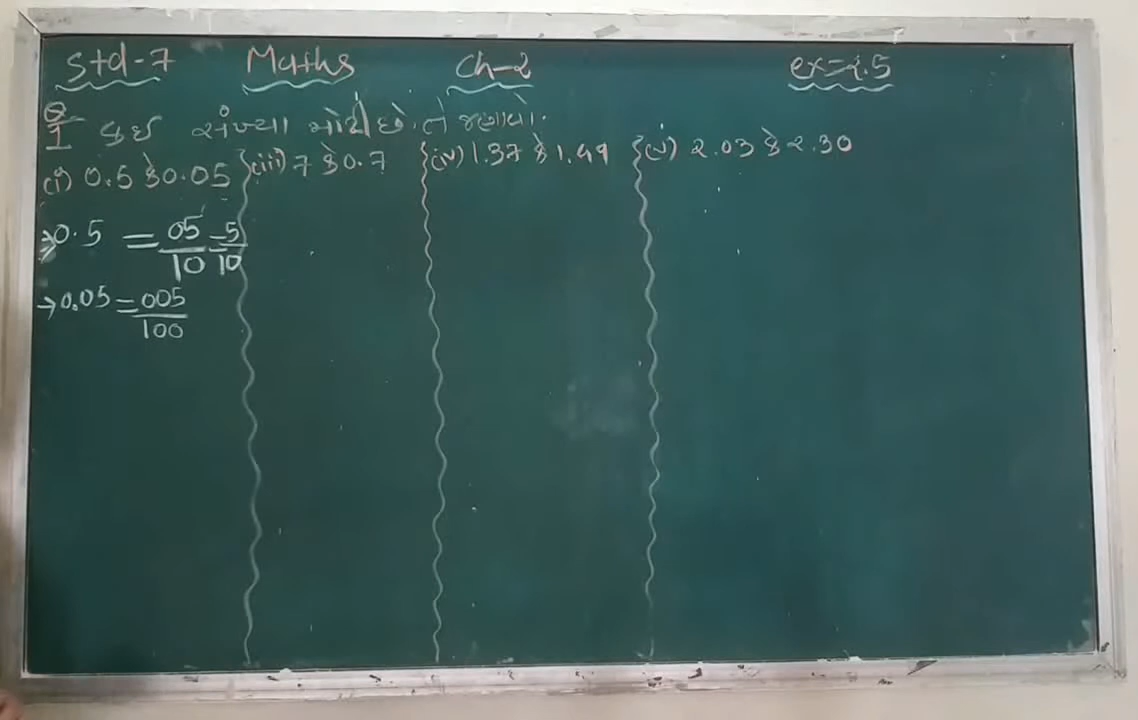 Std-7 Maths Ch-2 ex=2.5
Q-1 કઈ સંખ્યા મોટી છે તે જણાવો.
(i) 0.5 કે 0.05 (iii) 7 કે 0.7 (iv) 1.37 કે 1.49 (v) 2.03 કે 2.30
→ 0.5 = 05/10 = 5/10
→ 0.05 = 005/100